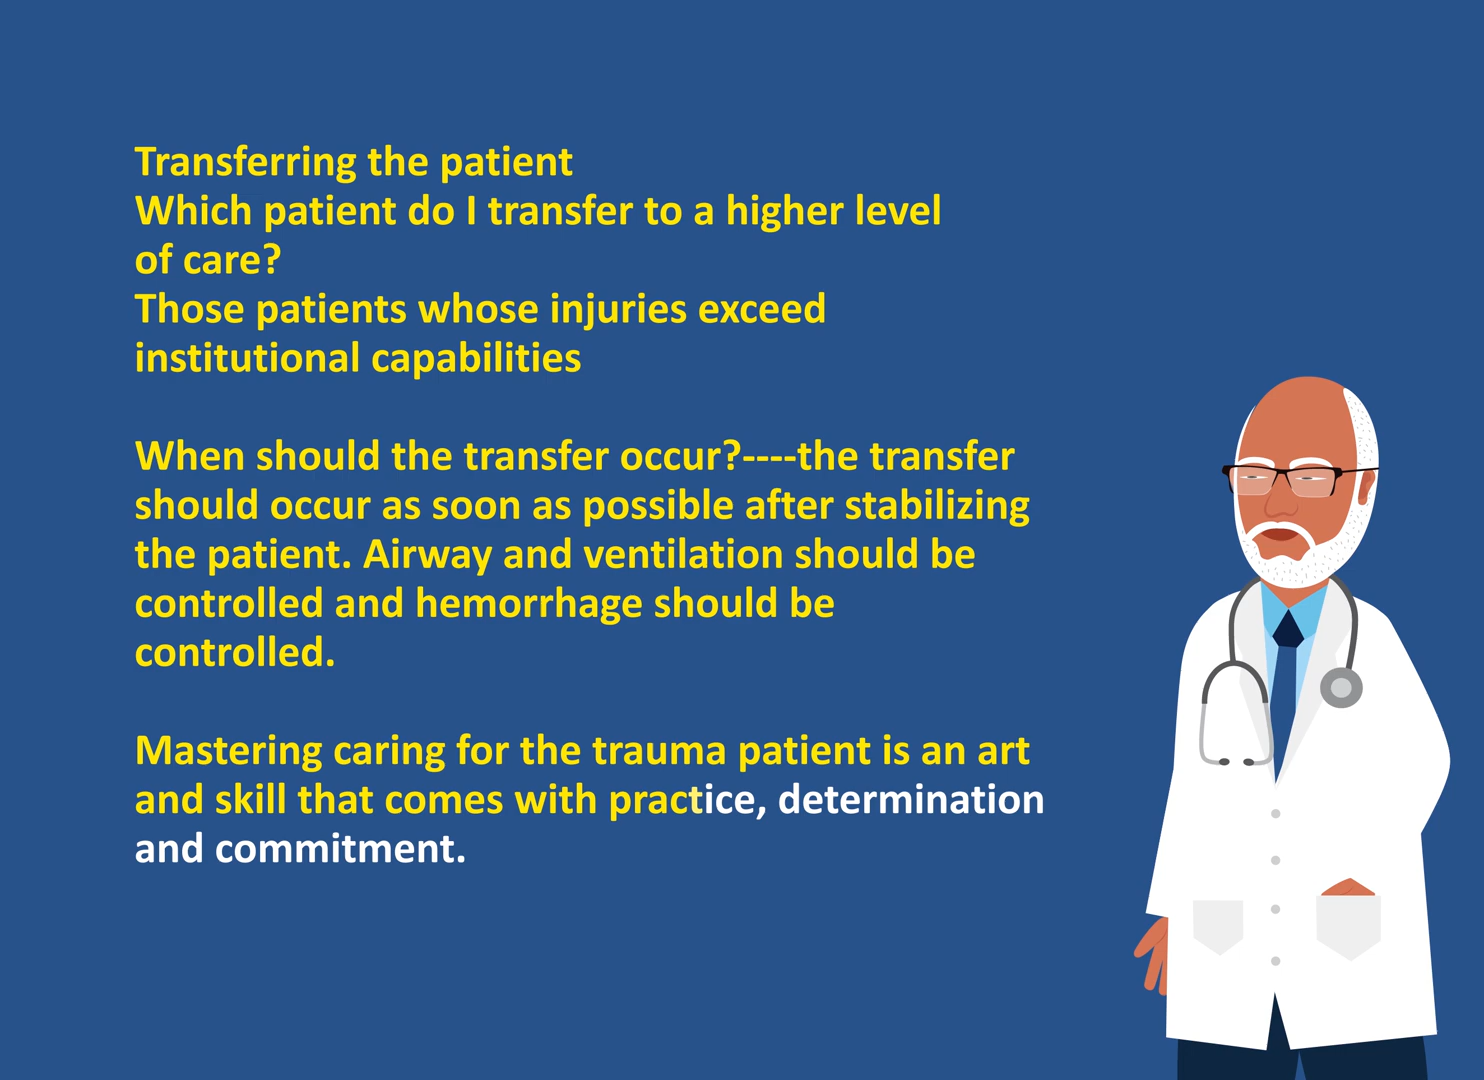 Transferring the patient
Which patient do I transfer to a higher level
of care?
Those patients whose injuries exceed
institutional capabilities
When should the transfer occur?----the transfer
should occur as soon as possible after stabilizing
the patient. Airway and ventilation should be
controlled and hemorrhage should be
controlled.
Mastering caring for the trauma patient is an art
and skill that comes with practice, determination
and commitment.